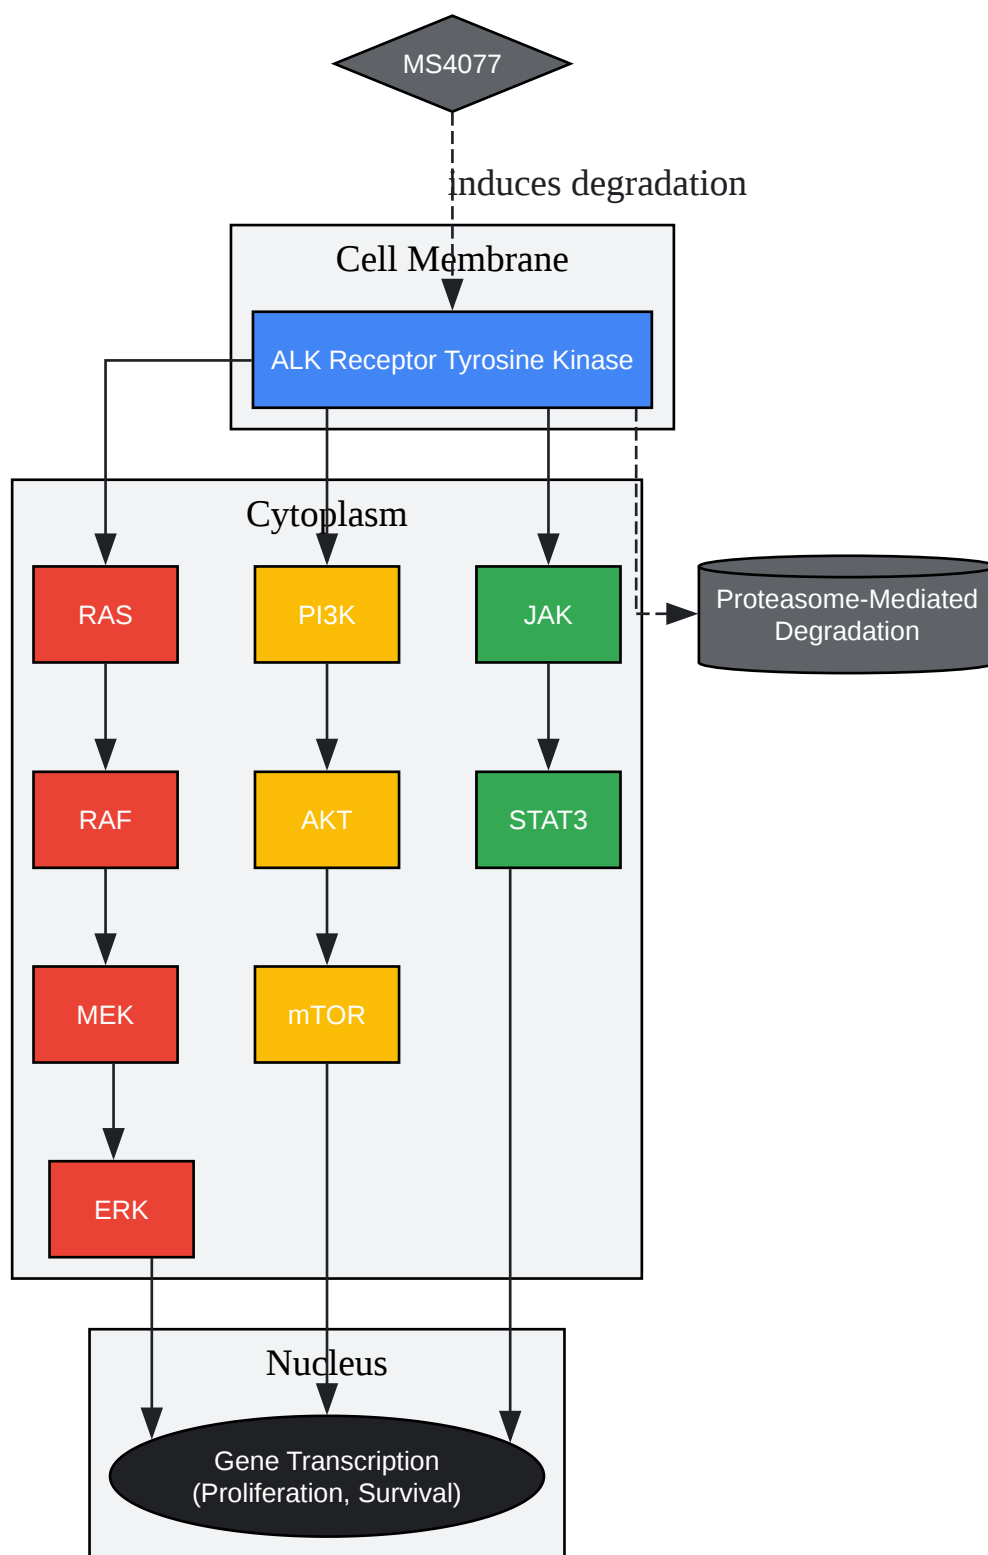 MS4077
induces degradation
Cell Membrane
ALK Receptor Tyrosine Kinase
Cytoplasm
RAS
PI3K
JAK
Proteasome-Mediated
Degradation
RAF
AKT
STAT3
MEK
mTOR
ERK
Nucleus
Gene Transcription
(Proliferation, Survival)